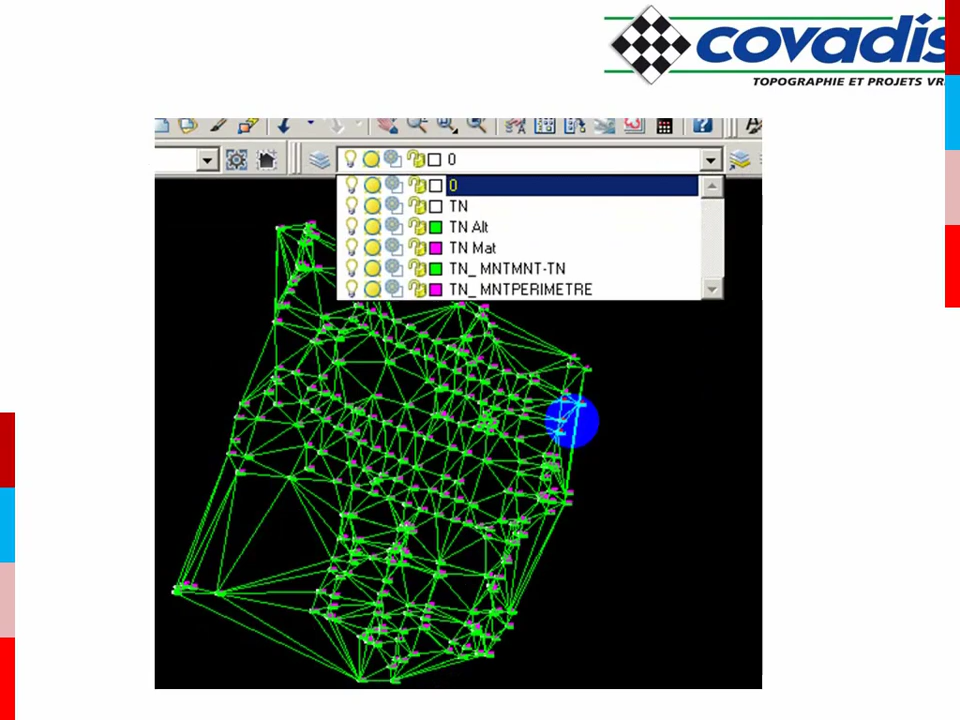 covadis
TOPOGRAPHIE ET PROJETS VR
0
0
TN
TN Alt
TN Mat
TN_ MNTMNT-TN
TN_ MNTPERIMETRE